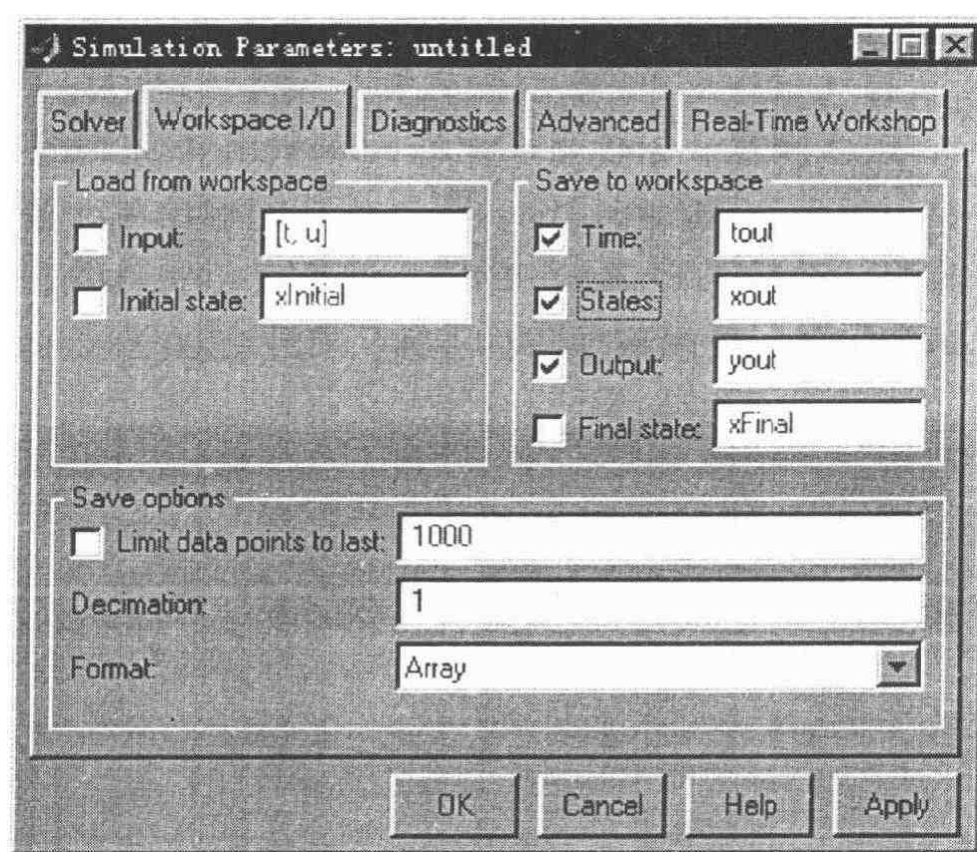 Simulation Parameters: untitled
Solver Workspace I/O Diagnostics Advanced Real-Time Workshop
Load from workspace
Input: [t, u]
Initial state: xInitial
Save to workspace
Time: tout
States: xout
Output: yout
Final state: xFinal
Save options
Limit data points to last: 1000
Decimation: 1
Format: Array
OK Cancel Help Apply